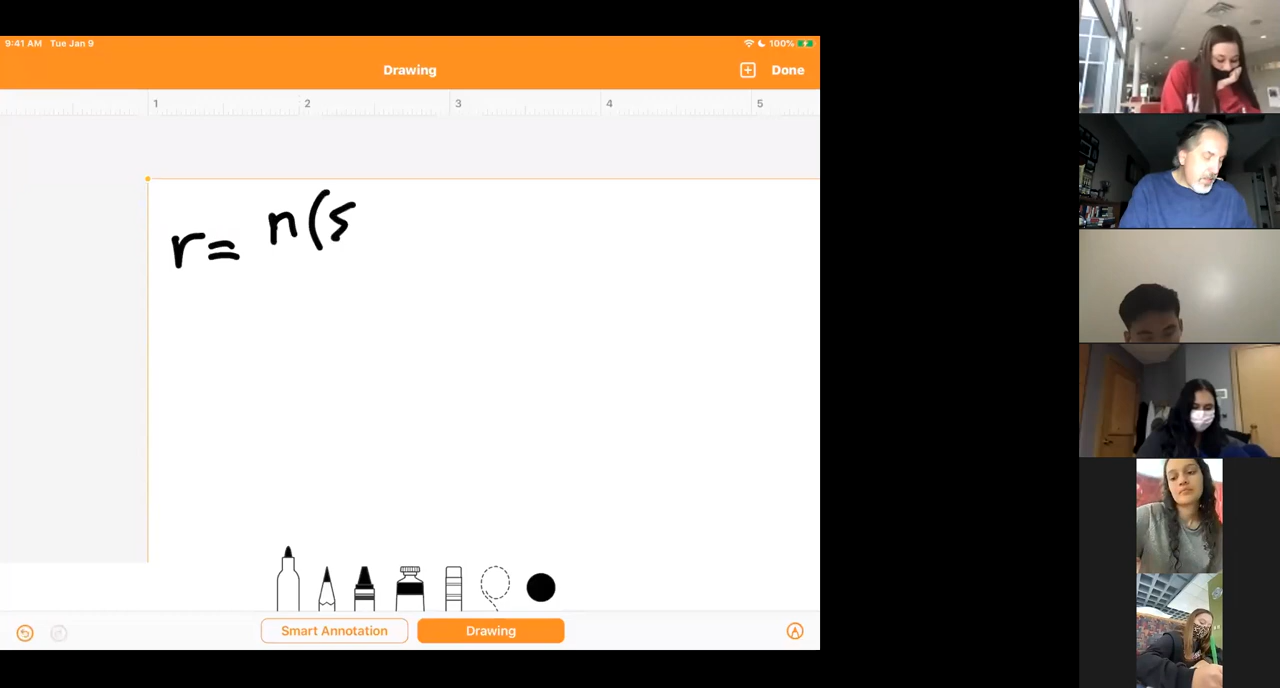 9:41 AM Tue Jan 9
100%
Drawing
Done
1 2 3 4 5
r = n(s
Smart Annotation
Drawing